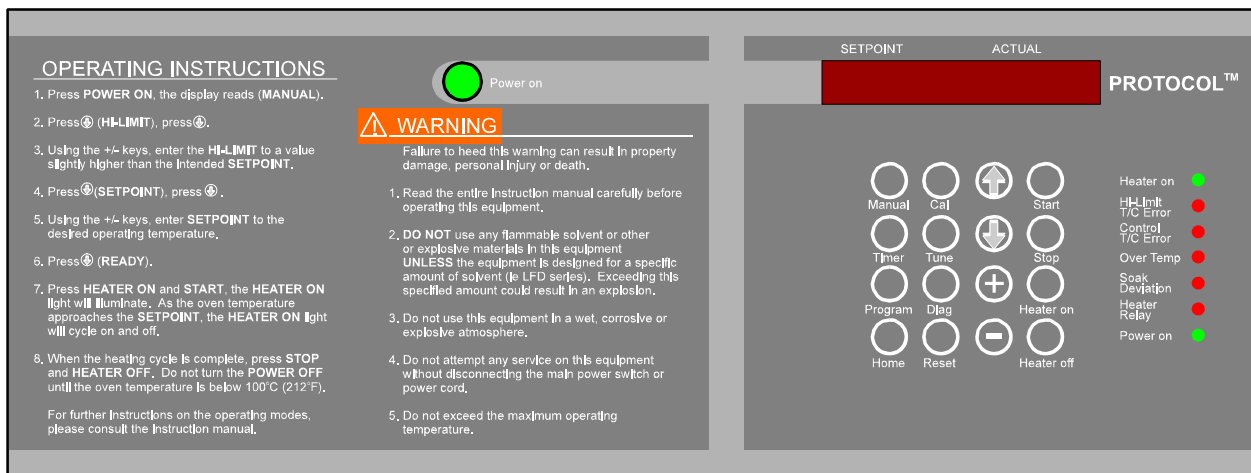 OPERATING INSTRUCTIONS
1. Press POWER ON, the display reads (MANUAL).
2. Press (HI-LIMIT), press .
3. Using the +/- keys, enter the HI-LIMIT to a value
slightly higher than the intended SETPOINT.
4. Press (SETPOINT), press .
5. Using the +/- keys, enter SETPOINT to the
desired operating temperature.
6. Press (READY).
7. Press HEATER ON and START, the HEATER ON
light will illuminate. As the oven temperature
approaches the SETPOINT, the HEATER ON light
will cycle on and off.
8. When the heating cycle is complete, press STOP
and HEATER OFF. Do not turn the POWER OFF
until the oven temperature is below 100°C (212°F).
For further instructions on the operating modes,
please consult the instruction manual.
Power on
WARNING
Failure to heed this warning can result in property
damage, personal injury or death.
1. Read the entire instruction manual carefully before
operating this equipment.
2. DO NOT use any flammable solvent or other
or explosive materials in this equipment
UNLESS the equipment is designed for a specific
amount of solvent (ie LFD series). Exceeding this
specified amount could result in an explosion.
3. Do not use this equipment in a wet, corrosive or
explosive atmosphere.
4. Do not attempt any service on this equipment
without disconnecting the main power switch or
power cord.
5. Do not exceed the maximum operating
temperature.
SETPOINT ACTUAL
PROTOCOL™
Manual Cal Start
Timer Tune Stop
Program Diag + Heater on
Home Reset − Heater off
Heater on
Hi-Limit
T/C Error
Control
T/C Error
Over Temp
Soak
Deviation
Heater
Relay
Power on